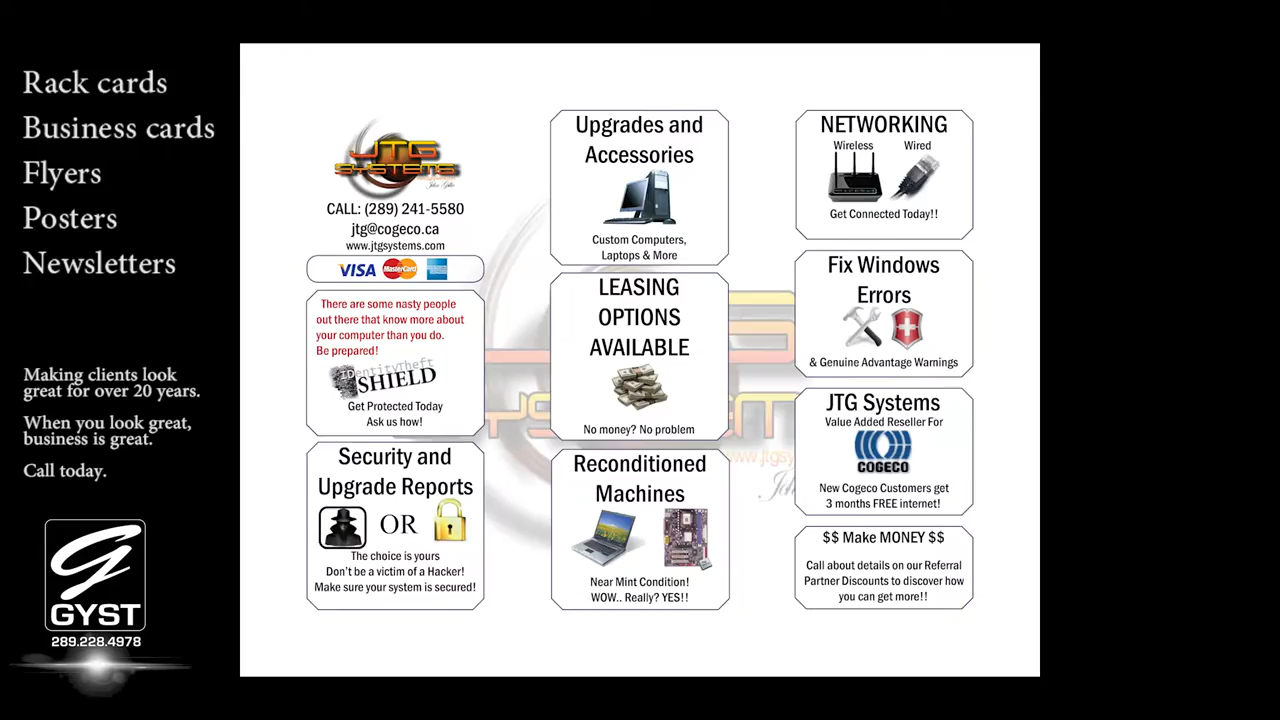 Rack cards
Business cards
Flyers
Posters
Newsletters
Making clients look
great for over 20 years.
When you look great,
business is great.
Call today.
GYST
289.228.4978
JTG
SYSTEMS
CALL: (289) 241-5580
jtg@cogeco.ca
www.jtgsystems.com
VISA MasterCard
There are some nasty people
out there that know more about
your computer than you do.
Be prepared!
IdentityTheft
SHIELD
Get Protected Today
Ask us how!
Security and
Upgrade Reports
OR
The choice is yours
Don't be a victim of a Hacker!
Make sure your system is secured!
Upgrades and
Accessories
Custom Computers,
Laptops & More
LEASING
OPTIONS
AVAILABLE
No money? No problem
Reconditioned
Machines
Near Mint Condition!
WOW.. Really? YES!!
NETWORKING
Wireless Wired
Get Connected Today!!
Fix Windows
Errors
& Genuine Advantage Warnings
JTG Systems
Value Added Reseller For
COGECO
New Cogeco Customers get
3 months FREE internet!
$$ Make MONEY $$
Call about details on our Referral
Partner Discounts to discover how
you can get more!!